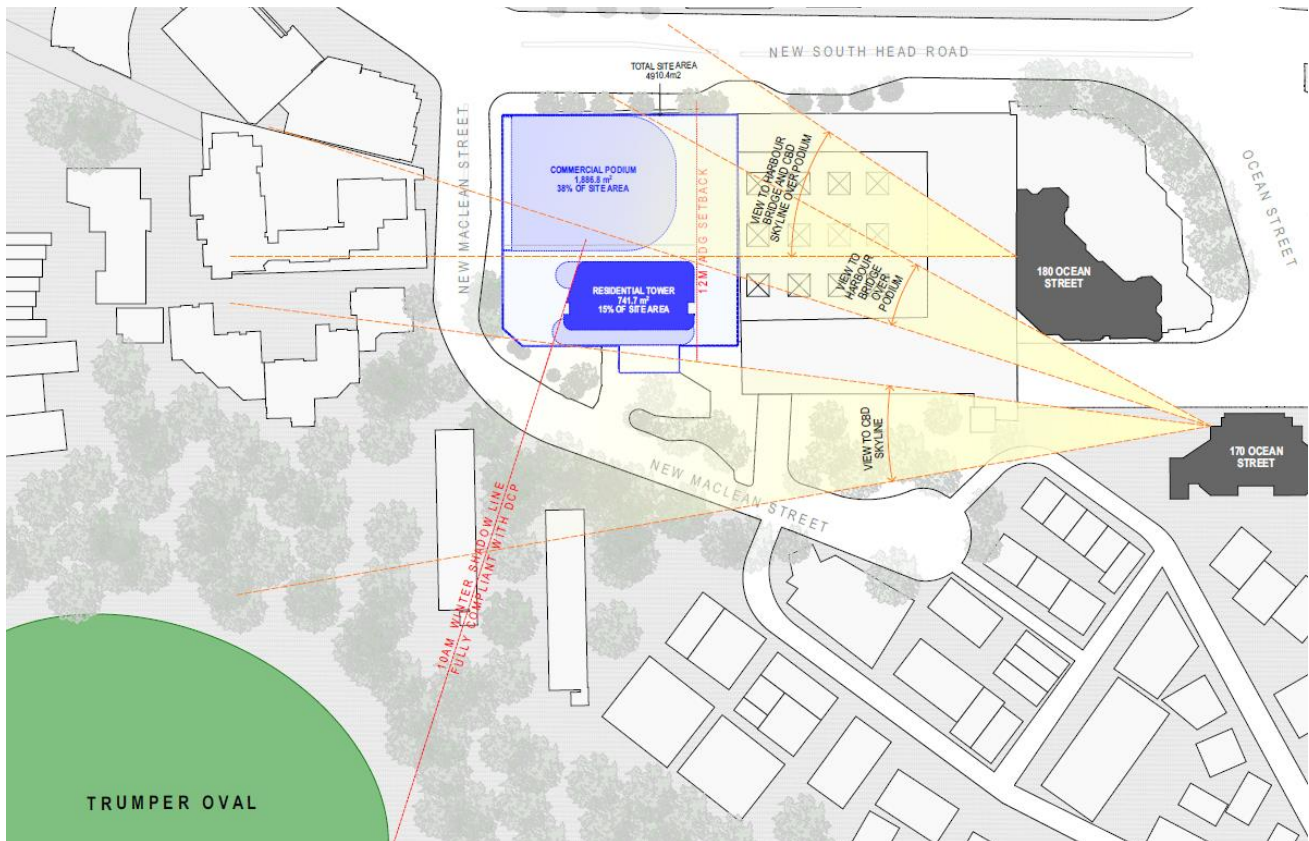 NEW SOUTH HEAD ROAD
TOTAL SITE AREA
4910.4m2
NEW MACLEAN STREET
COMMERCIAL PODIUM
1,886.8 m²
38% OF SITE AREA
12M ADG SETBACK
VIEW TO HARBOUR
BRIDGE AND CBD
SKYLINE OVER PODIUM
OCEAN STREET
VIEW TO
HARBOUR
BRIDGE
OVER
PODIUM
180 OCEAN
STREET
RESIDENTIAL TOWER
741.7 m²
15% OF SITE AREA
VIEW TO CBD
SKYLINE
170 OCEAN
STREET
NEW MACLEAN STREET
10AM WINTER SHADOW LINE
FULLY COMPLIANT WITH DCP
TRUMPER OVAL